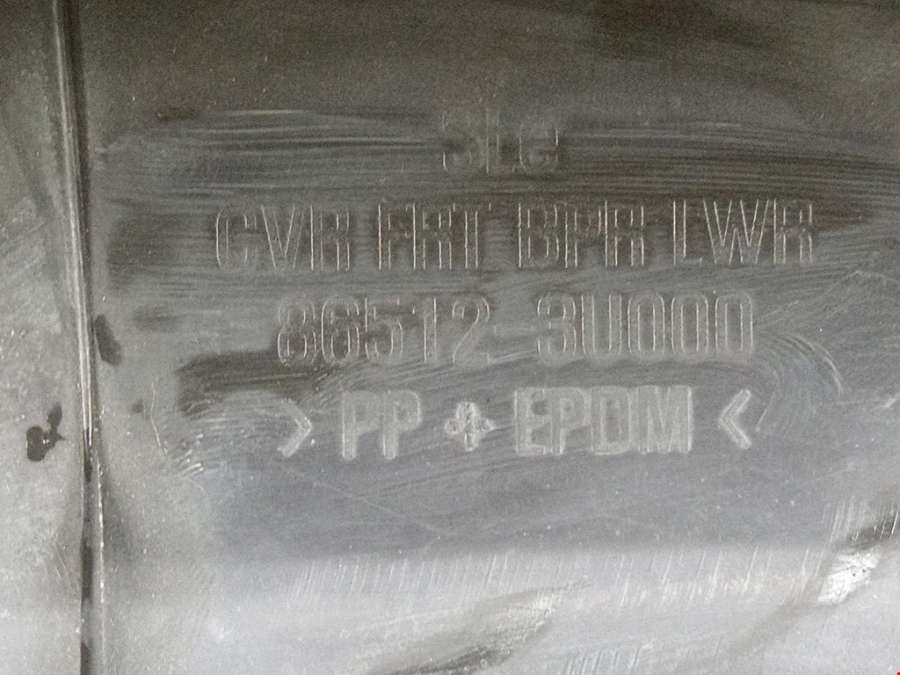 SLC
CVR FRT BPR LWR
86512-3U000
> PP + EPDM <